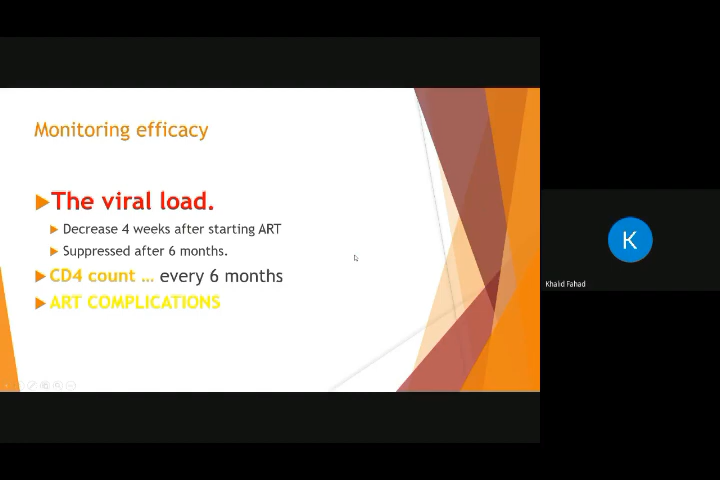 Monitoring efficacy
The viral load.
Decrease 4 weeks after starting ART
Suppressed after 6 months.
CD4 count ... every 6 months
ART COMPLICATIONS
K
Khalid Fahad